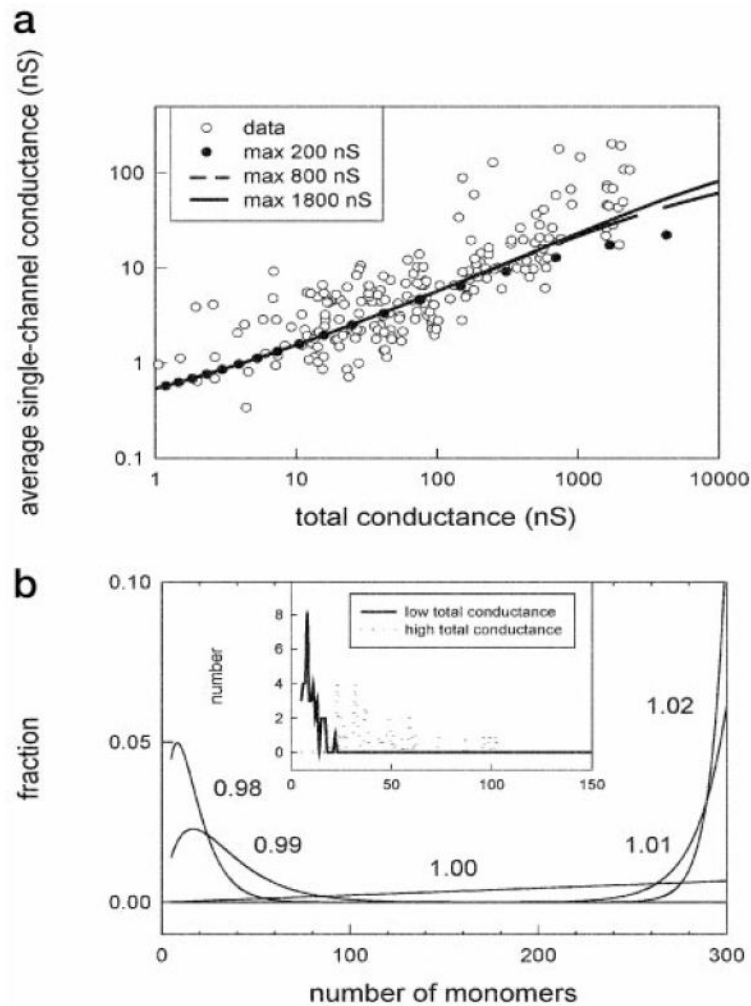 a
average single-channel conductance (nS)
data
max 200 nS
max 800 nS
max 1800 nS
100
10
1
0.1
1
10
100
1000
10000
total conductance (nS)
b
0.10
0.05
0.00
fraction
low total conductance
high total conductance
number
8
6
4
2
0
0
50
100
150
0.98
0.99
1.00
1.01
1.02
0
100
200
300
number of monomers